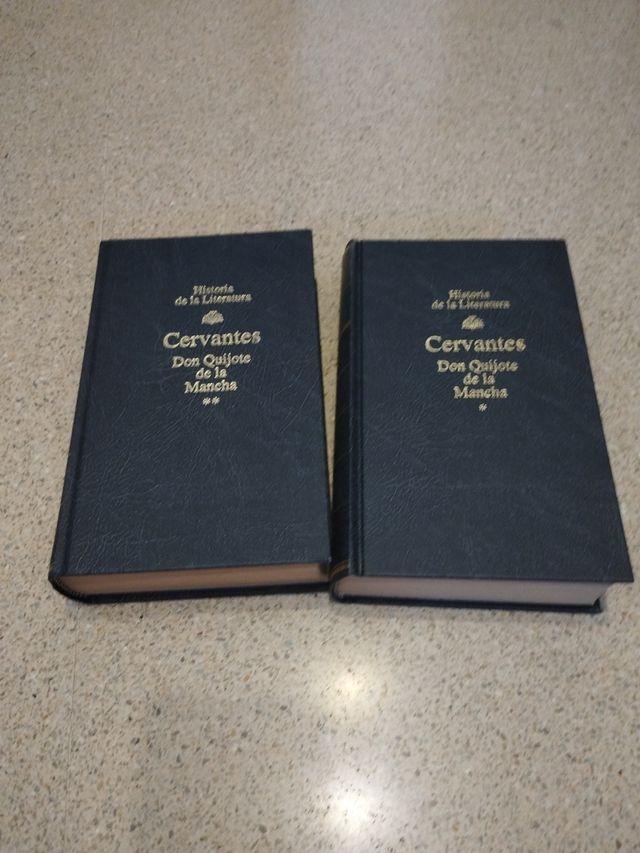 Historia
de la Literatura
Cervantes
Don Quijote
de la
Mancha
**
Historia
de la Literatura
Cervantes
Don Quijote
de la
Mancha
*